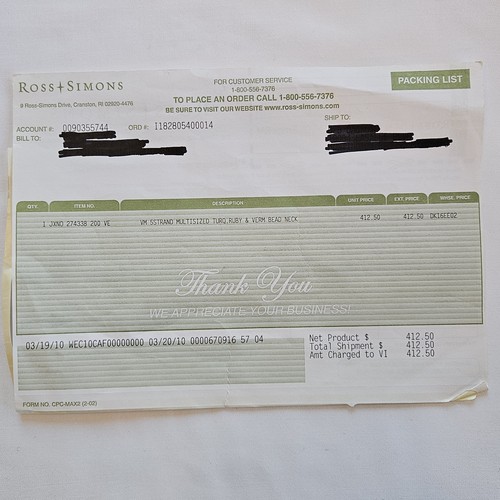 ROSS+SIMONS
9 Ross-Simons Drive, Cranston, RI 02920-4476
FOR CUSTOMER SERVICE
1-800-556-7376
TO PLACE AN ORDER CALL 1-800-556-7376
BE SURE TO VISIT OUR WEBSITE www.ross-simons.com
PACKING LIST
ACCOUNT #: 0090355744 ORD #: 1182805400014
BILL TO:
SHIP TO:
QTY. ITEM NO. DESCRIPTION UNIT PRICE EXT. PRICE WHSE. PRICE
1 JXND 274338 200 VE VM.5STRAND MULTISIZED TURQ,RUBY & VERM BEAD NECK 412.50 412.50 DK16EE02
Thank You
WE APPRECIATE YOUR BUSINESS!
03/19/10 WEC10CAF00000000 03/20/10 0000670916 57 04
Net Product $ 412.50
Total Shipment $ 412.50
Amt Charged to VI 412.50
FORM NO. CPC-MAX2 (2-02)